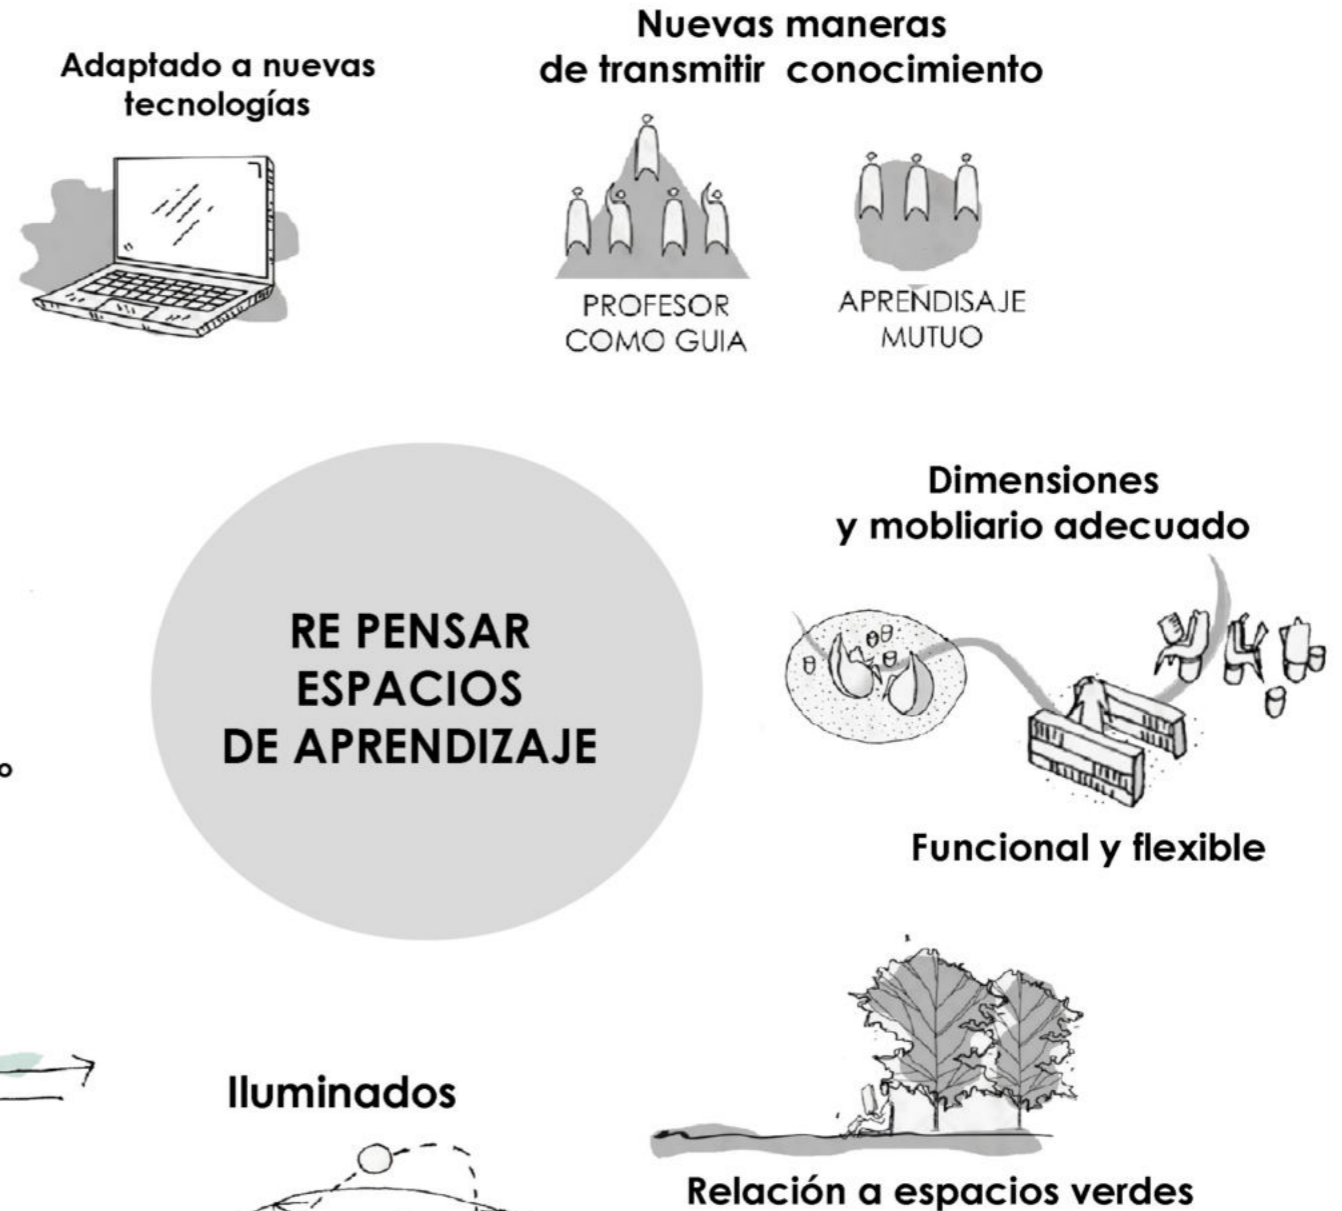 Adaptado a nuevas
tecnologías
Nuevas maneras
de transmitir conocimiento
PROFESOR
COMO GUIA
APRENDISAJE
MUTUO
RE PENSAR
ESPACIOS
DE APRENDIZAJE
Dimensiones
y mobliario adecuado
Funcional y flexible
Iluminados
Relación a espacios verdes